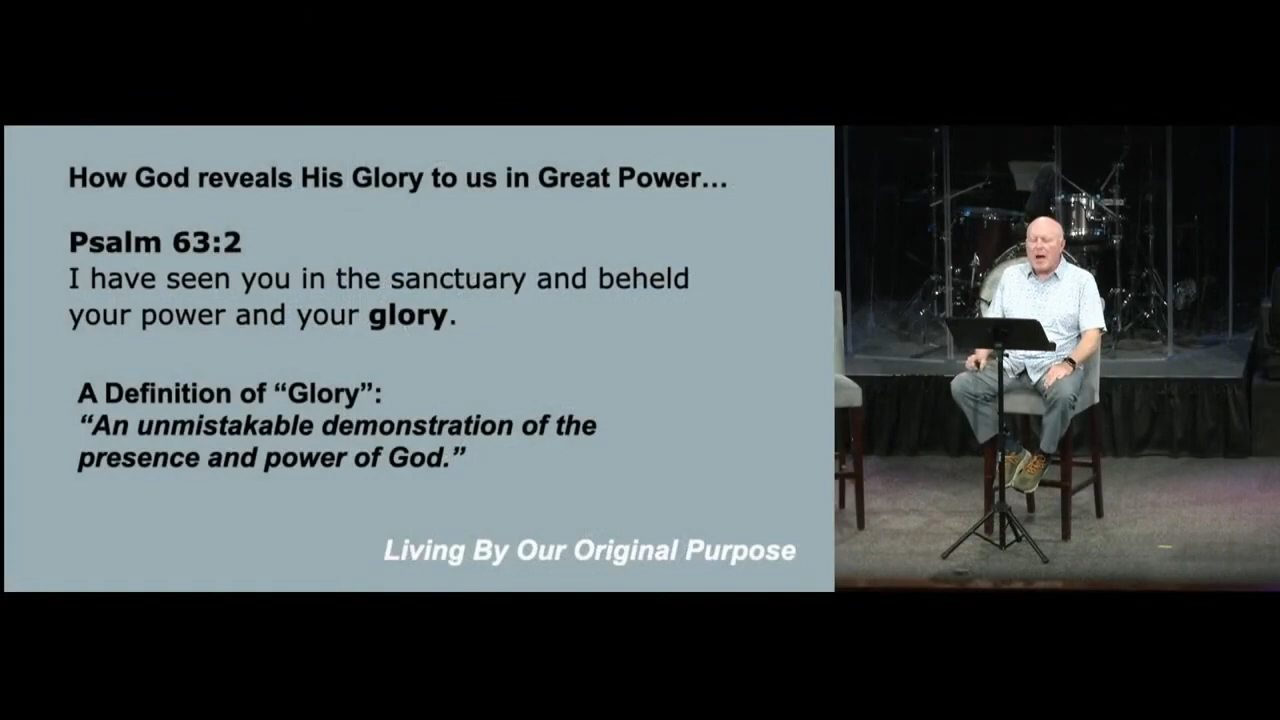 How God reveals His Glory to us in Great Power…
Psalm 63:2
I have seen you in the sanctuary and beheld
your power and your glory.
A Definition of “Glory”:
“An unmistakable demonstration of the
presence and power of God.”
Living By Our Original Purpose